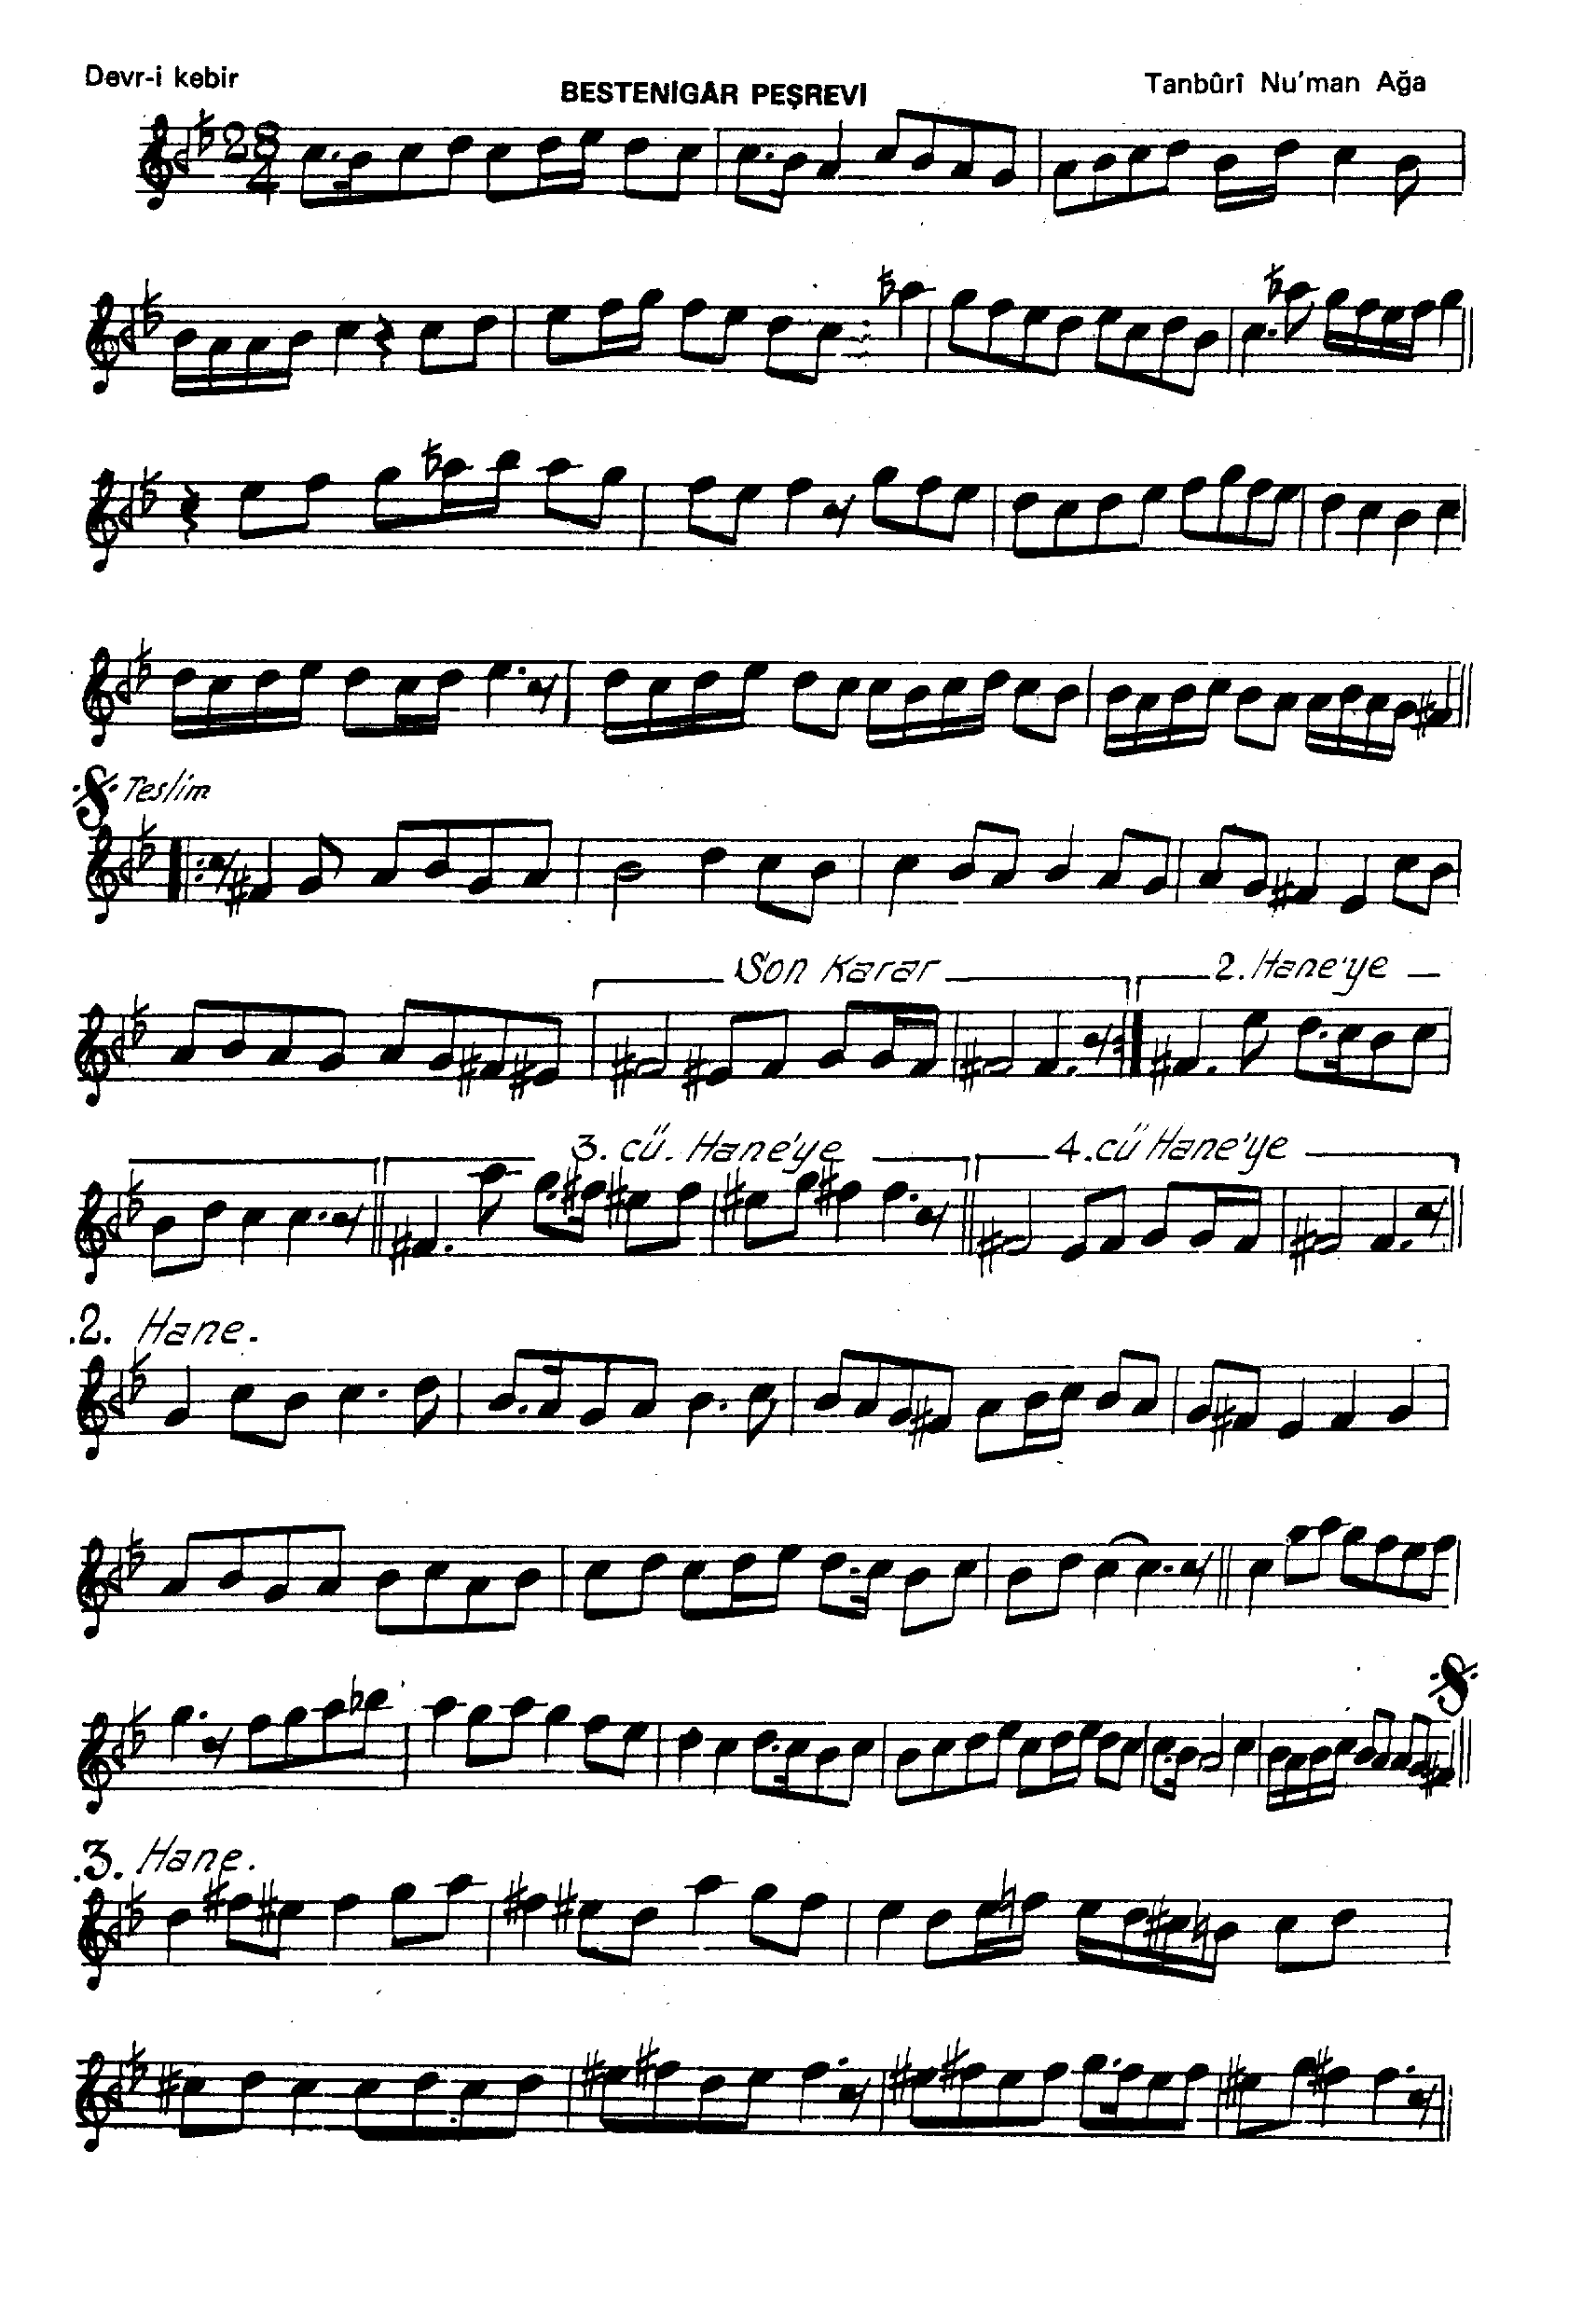 Devr-i kebir
BESTENİGÂR PEŞREVİ
Tanbûrî Nu'man Ağa
28
4
Teslim
Son Karar
2. Hane'ye
3. cü. Hane'ye
4. cü Hane'ye
.2. Hane.
.3. Hane.